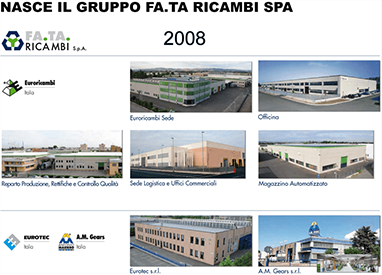 NASCE IL GRUPPO FA.TA RICAMBI SPA
FA.TA.
RICAMBI S.p.A.
2008
Euroricambi
Italia
Euroricambi Sede
Officina
Reparto Produzione, Rettifiche e Controllo Qualità
Sede Logistica e Uffici Commerciali
Magazzino Automatizzato
EUROTEC
Italia
A.M. Gears
Italia
Eurotec s.r.l.
A.M. Gears s.r.l.